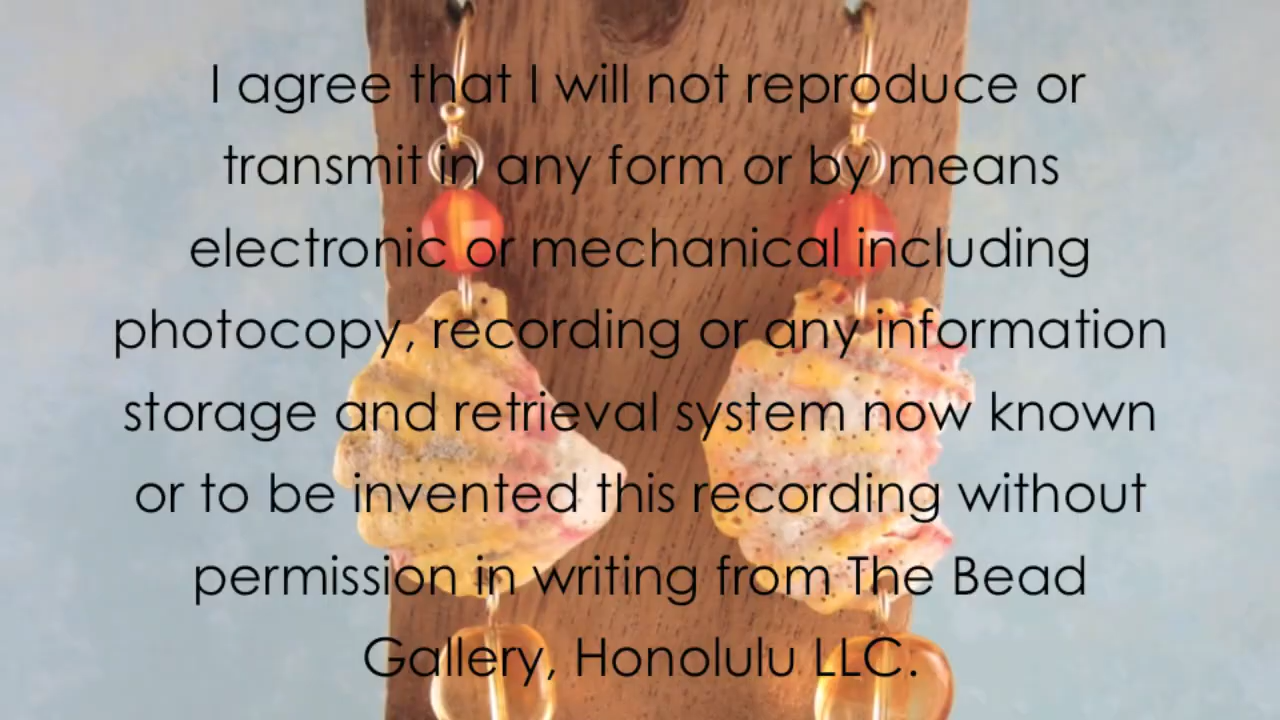 I agree that I will not reproduce or
transmit in any form or by means
electronic or mechanical including
photocopy, recording or any information
storage and retrieval system now known
or to be invented this recording without
permission in writing from The Bead
Gallery, Honolulu LLC.